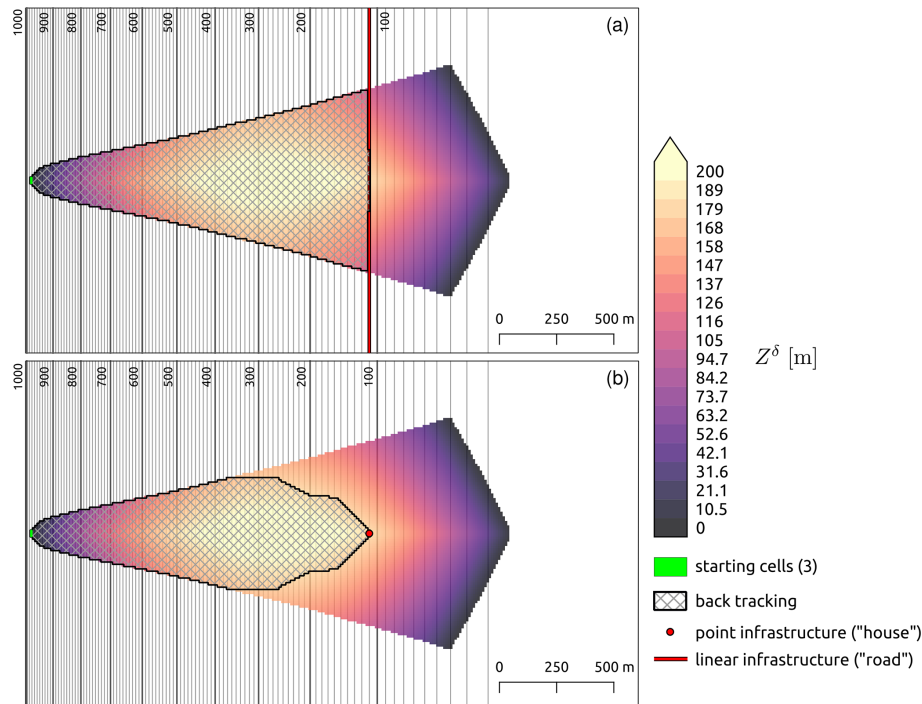 1000 900 800 700 600 500 400 300 200 100
(a)
0 250 500 m
1000 900 800 700 600 500 400 300 200 100
(b)
0 250 500 m
200
189
179
168
158
147
137
126
116
105
94.7
84.2
73.7
63.2
52.6
42.1
31.6
21.1
10.5
0
Z^δ [m]
starting cells (3)
back tracking
point infrastructure ("house")
linear infrastructure ("road")